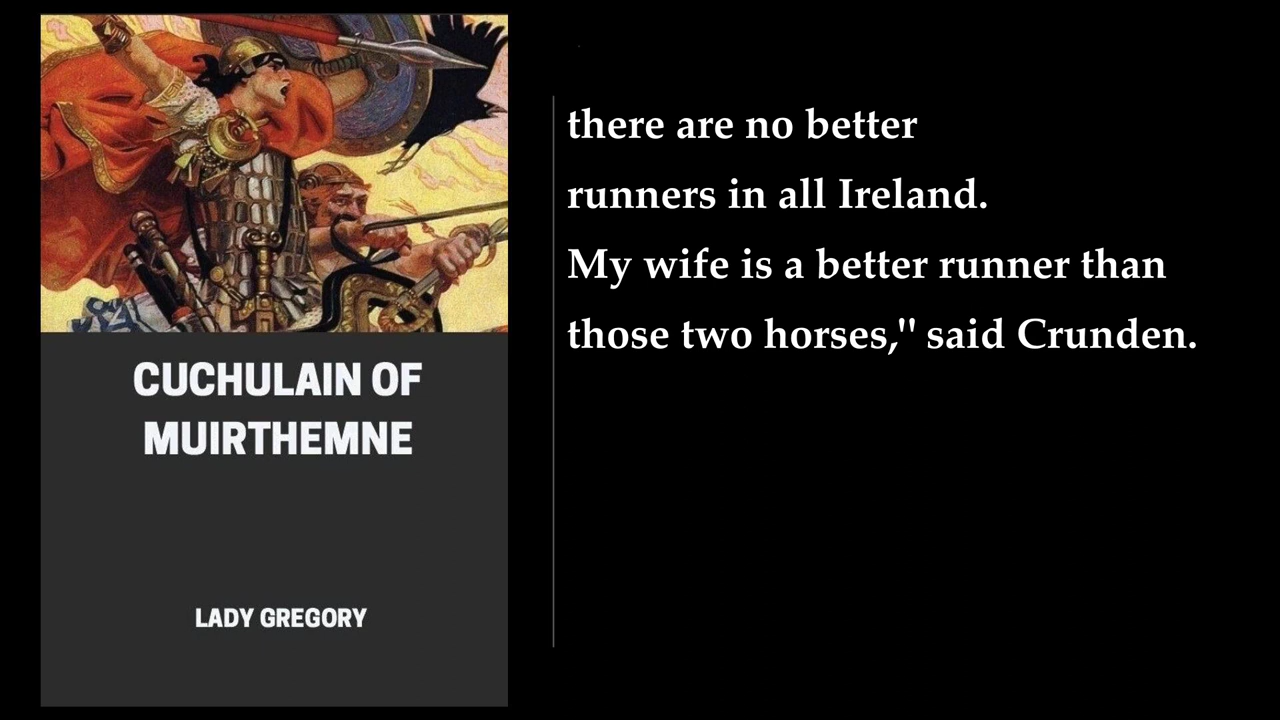 CUCHULAIN OF
MUIRTHEMNE
LADY GREGORY
there are no better
runners in all Ireland.
My wife is a better runner than
those two horses," said Crunden.